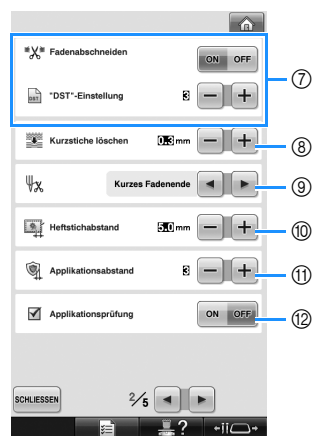 Fadenabschneiden
ON OFF
⑦
DST
"DST"-Einstellung
3
Kurzstiche löschen
0.3 mm
⑧
Kurzes Fadenende
⑨
Heftstichabstand
5.0 mm
⑩
Applikationsabstand
3
⑪
Applikationsprüfung
ON OFF
⑫
SCHLIESSEN
2/5
?